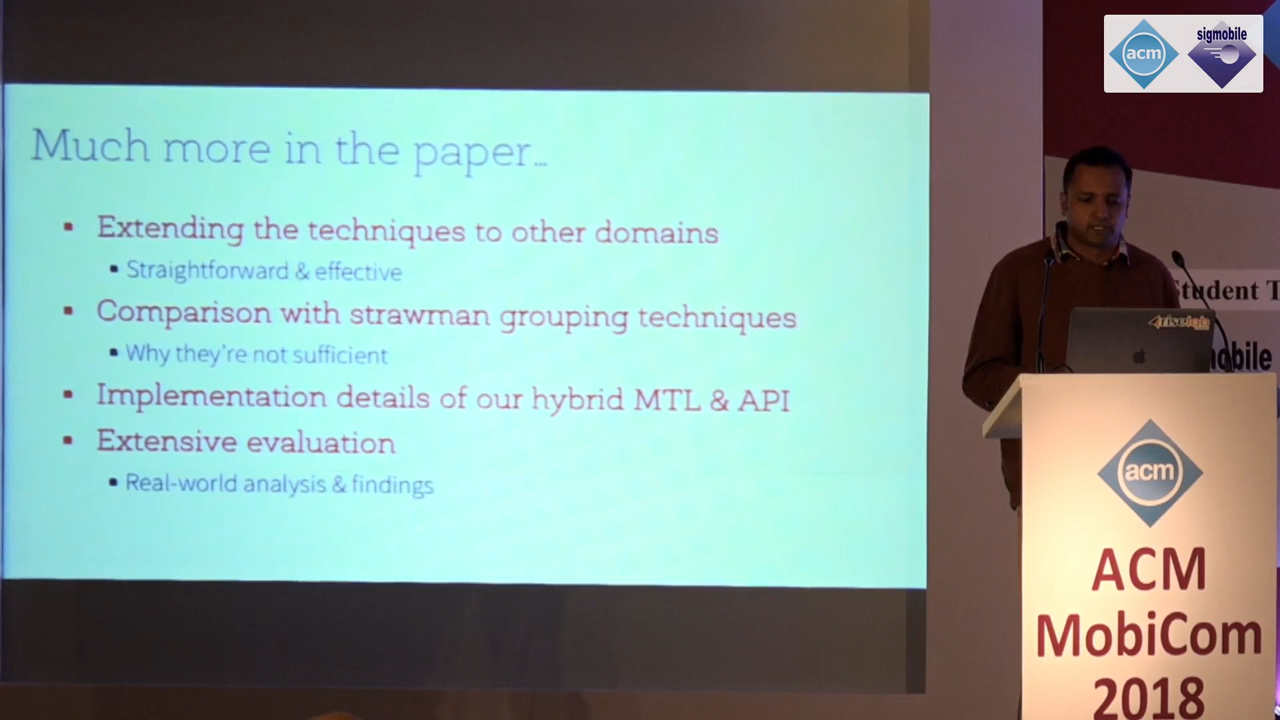 Much more in the paper...
▪ Extending the techniques to other domains
▪ Straightforward & effective
▪ Comparison with strawman grouping techniques
▪ Why they're not sufficient
▪ Implementation details of our hybrid MTL & API
▪ Extensive evaluation
▪ Real-world analysis & findings
acm
sigmobile
Student T
mobile
riselab
acm
ACM
MobiCom
2018